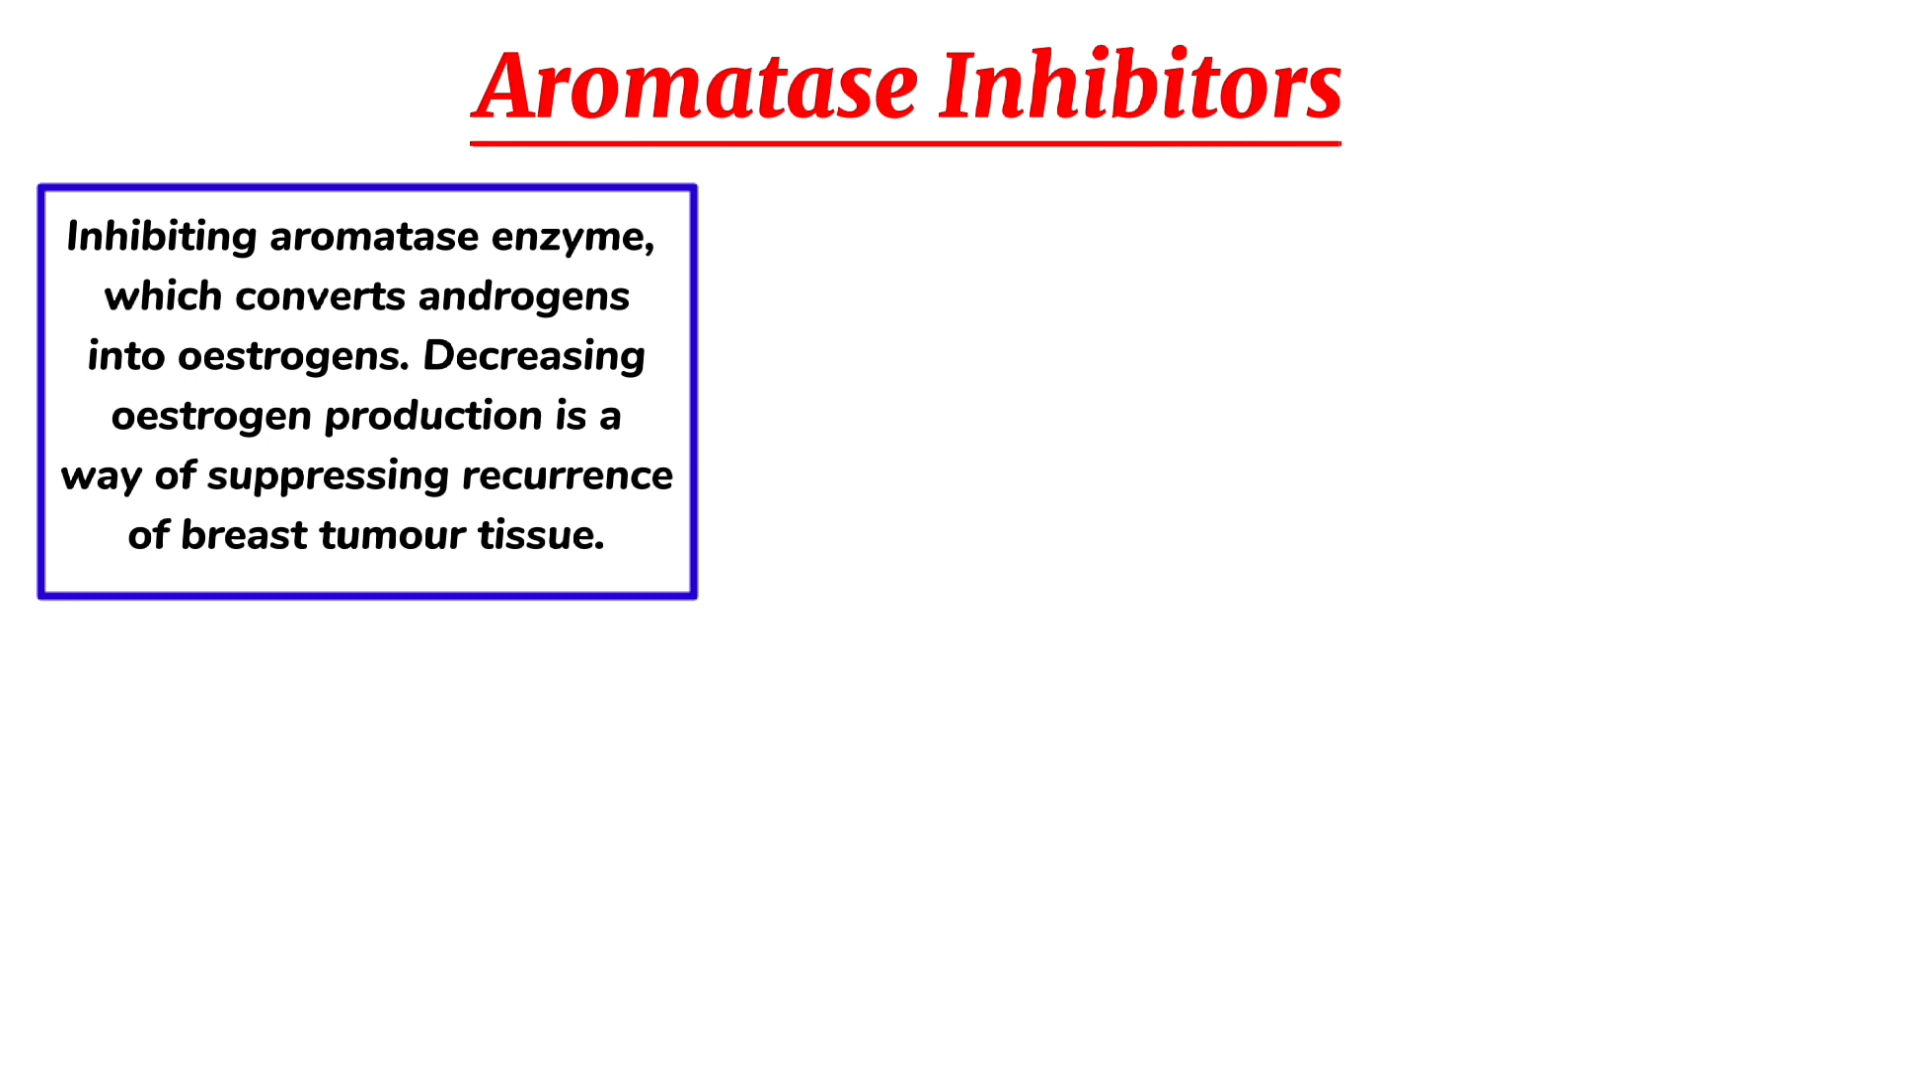 Aromatase Inhibitors
Inhibiting aromatase enzyme,
which converts androgens
into oestrogens. Decreasing
oestrogen production is a
way of suppressing recurrence
of breast tumour tissue.